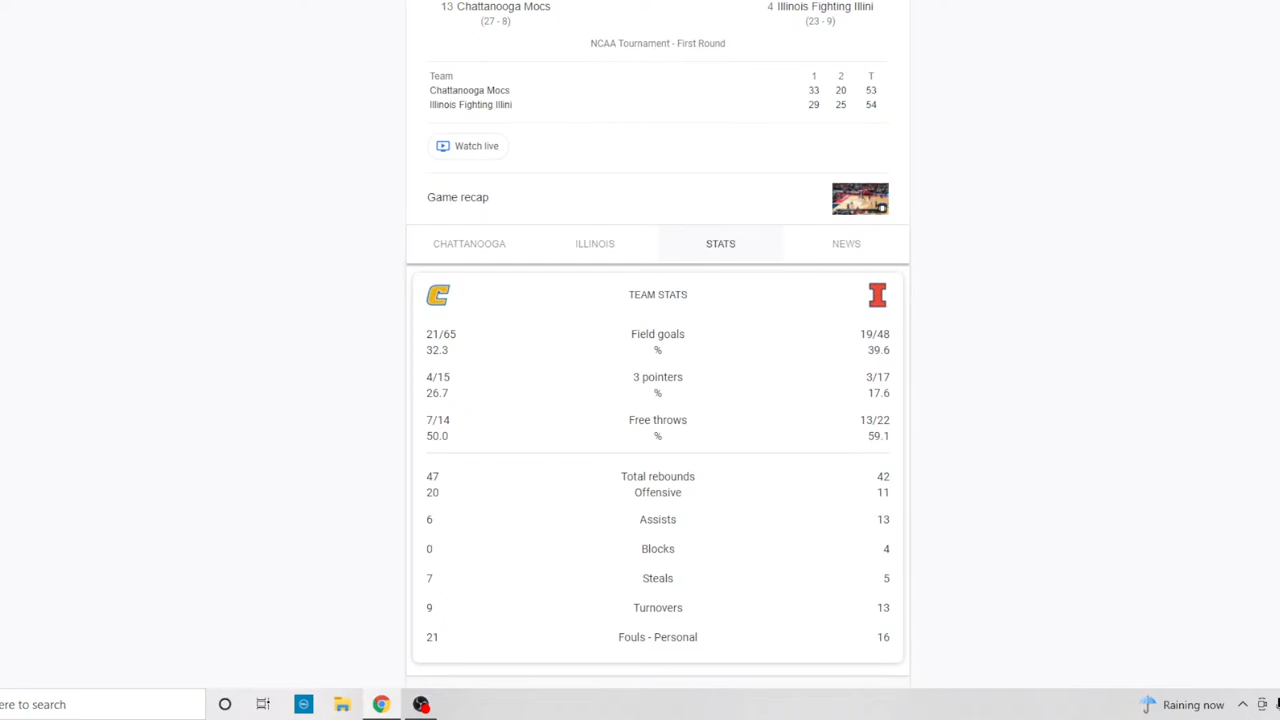 13 Chattanooga Mocs 4 Illinois Fighting Illini
(27 - 8) (23 - 9)
NCAA Tournament - First Round
Team 1 2 T
Chattanooga Mocs 33 20 53
Illinois Fighting Illini 29 25 54
Watch live
Game recap
CHATTANOOGA ILLINOIS STATS NEWS
C TEAM STATS I
21/65 Field goals 19/48
32.3 % 39.6
4/15 3 pointers 3/17
26.7 % 17.6
7/14 Free throws 13/22
50.0 % 59.1
47 Total rebounds 42
20 Offensive 11
6 Assists 13
0 Blocks 4
7 Steals 5
9 Turnovers 13
21 Fouls - Personal 16
ere to search Raining now